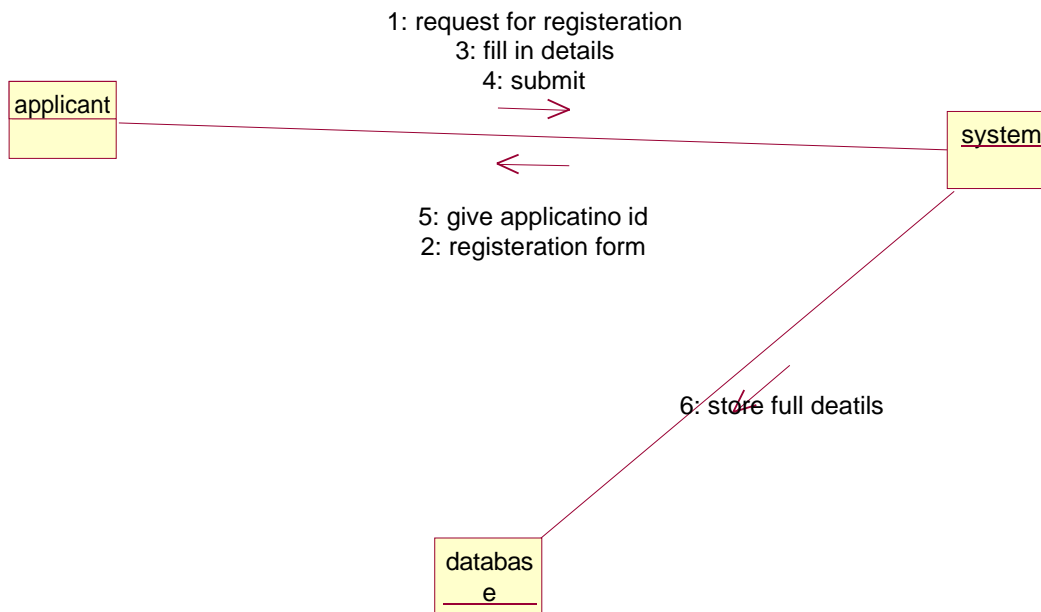 1: request for registeration
3: fill in details
4: submit
applicant
system
5: give applicatino id
2: registeration form
6: store full deatils
databas
e